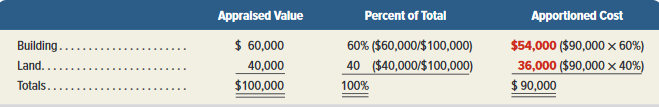 Appraised Value Percent of Total Apportioned Cost
Building . . . . . . . . . . . . . . . . . . . . . . . $ 60,000 60% ($60,000/$100,000) $54,000 ($90,000 × 60%)
Land. . . . . . . . . . . . . . . . . . . . . . . . . . 40,000 40 ($40,000/$100,000) 36,000 ($90,000 × 40%)
Totals . . . . . . . . . . . . . . . . . . . . . . . . . $100,000 100% $ 90,000